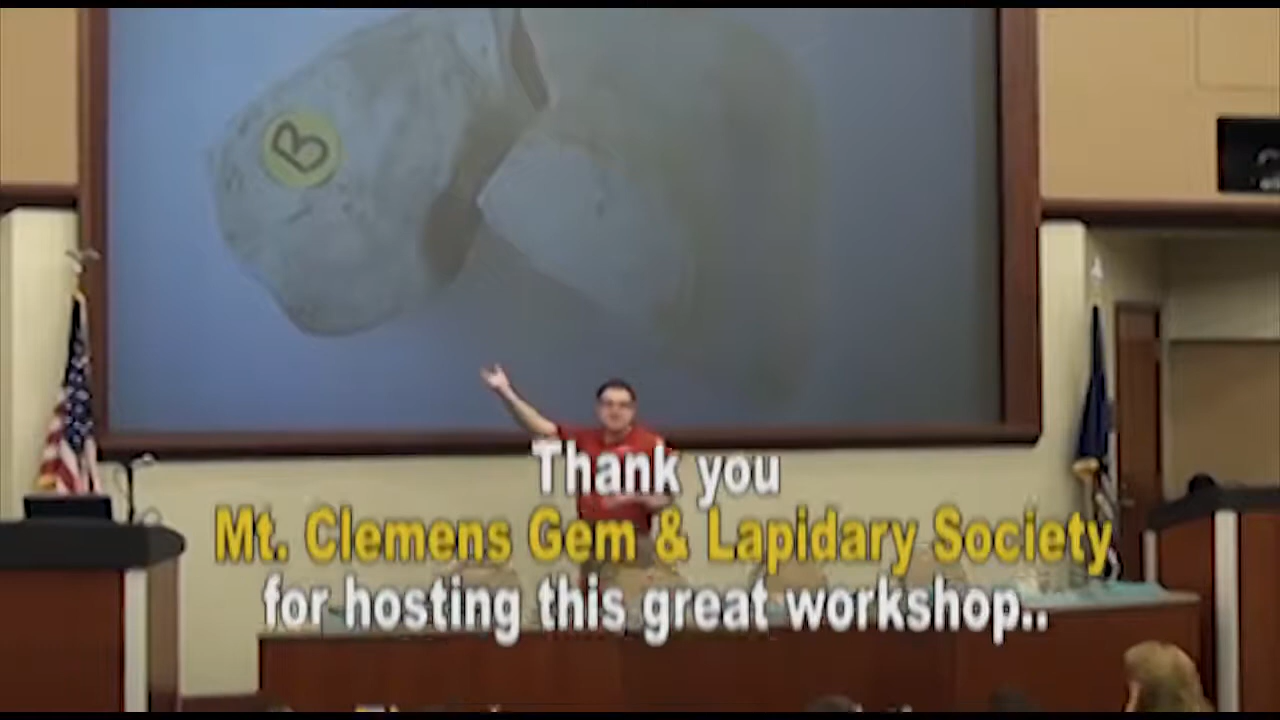 B
Thank you
Mt. Clemens Gem & Lapidary Society
for hosting this great workshop..